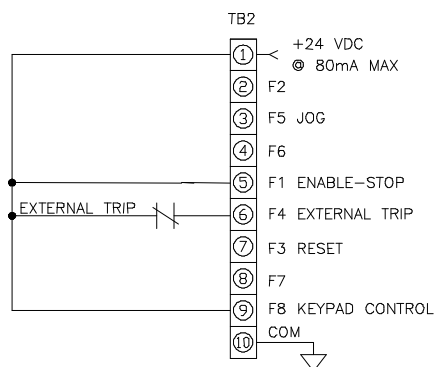 TB2
1 +24 VDC
@ 80mA MAX
2 F2
3 F5 JOG
4 F6
5 F1 ENABLE-STOP
EXTERNAL TRIP 6 F4 EXTERNAL TRIP
7 F3 RESET
8 F7
9 F8 KEYPAD CONTROL
10 COM